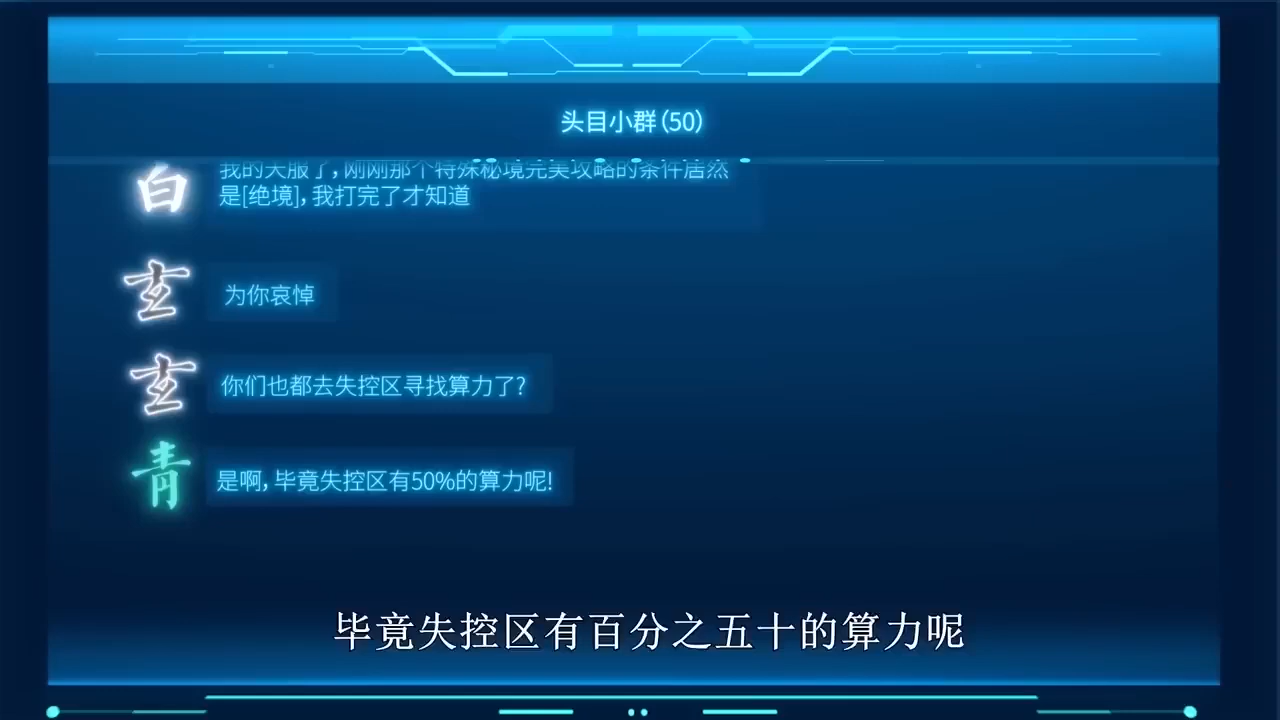 头目小群(50)
白
我的天服了,刚刚那个特殊秘境完美攻略的条件居然
是[绝境],我打完了才知道
玄
为你哀悼
玄
你们也都去失控区寻找算力了?
青
是啊,毕竟失控区有50%的算力呢!
毕竟失控区有百分之五十的算力呢